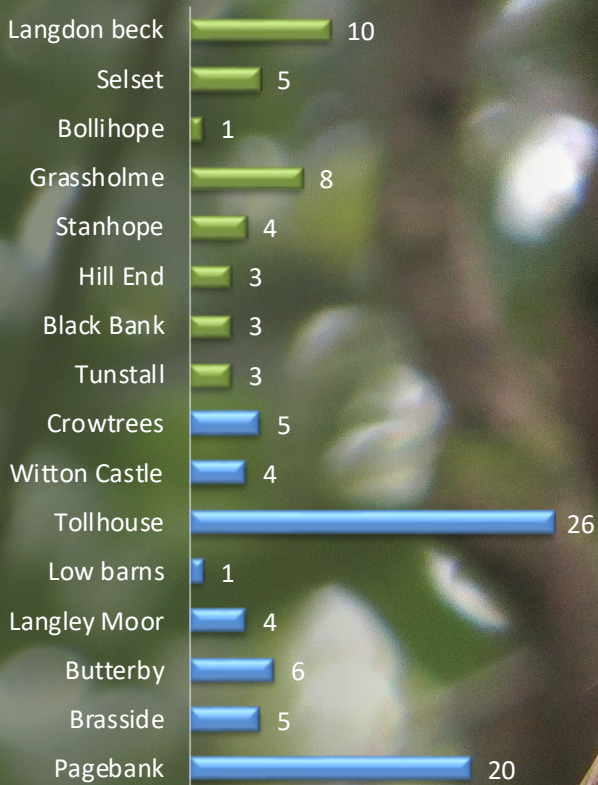 Langdon beck 10
Selset 5
Bollihope 1
Grassholme 8
Stanhope 4
Hill End 3
Black Bank 3
Tunstall 3
Crowtrees 5
Witton Castle 4
Tollhouse 26
Low barns 1
Langley Moor 4
Butterby 6
Brasside 5
Pagebank 20